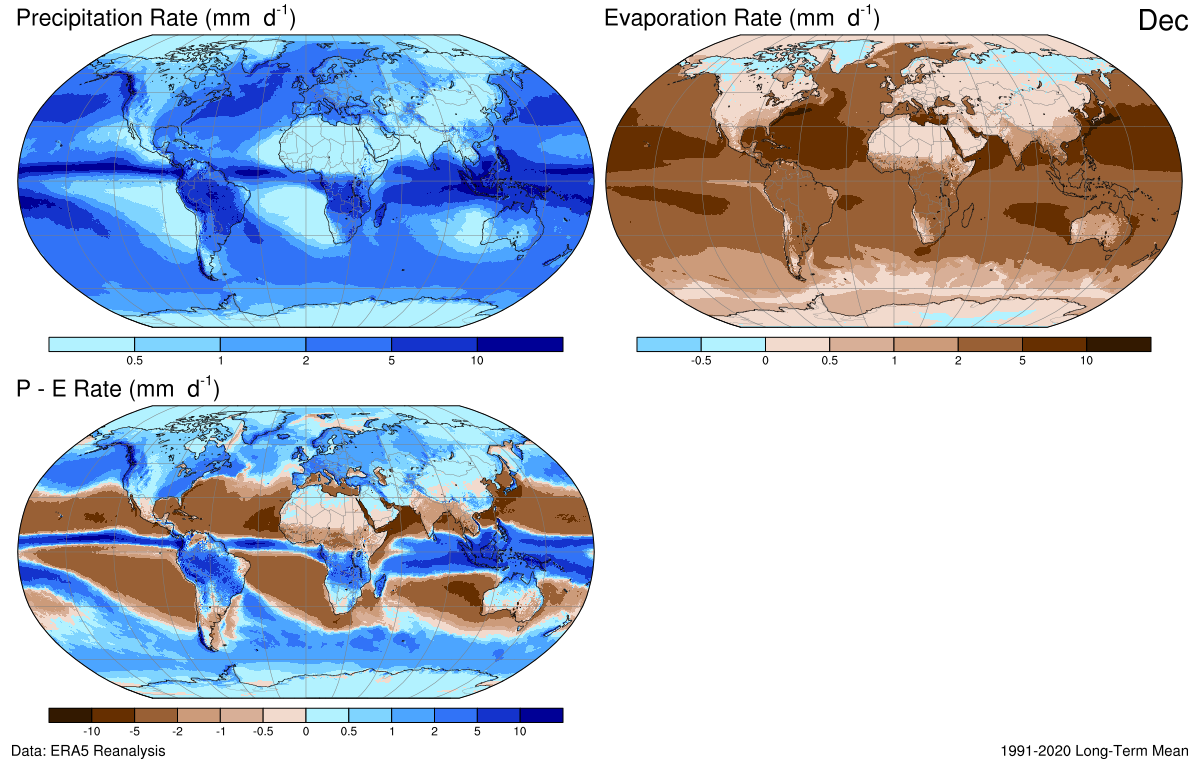 Precipitation Rate (mm d⁻¹)
Evaporation Rate (mm d⁻¹)
Dec
0.5 1 2 5 10
-0.5 0 0.5 1 2 5 10
P - E Rate (mm d⁻¹)
-10 -5 -2 -1 -0.5 0 0.5 1 2 5 10
Data: ERA5 Reanalysis
1991-2020 Long-Term Mean